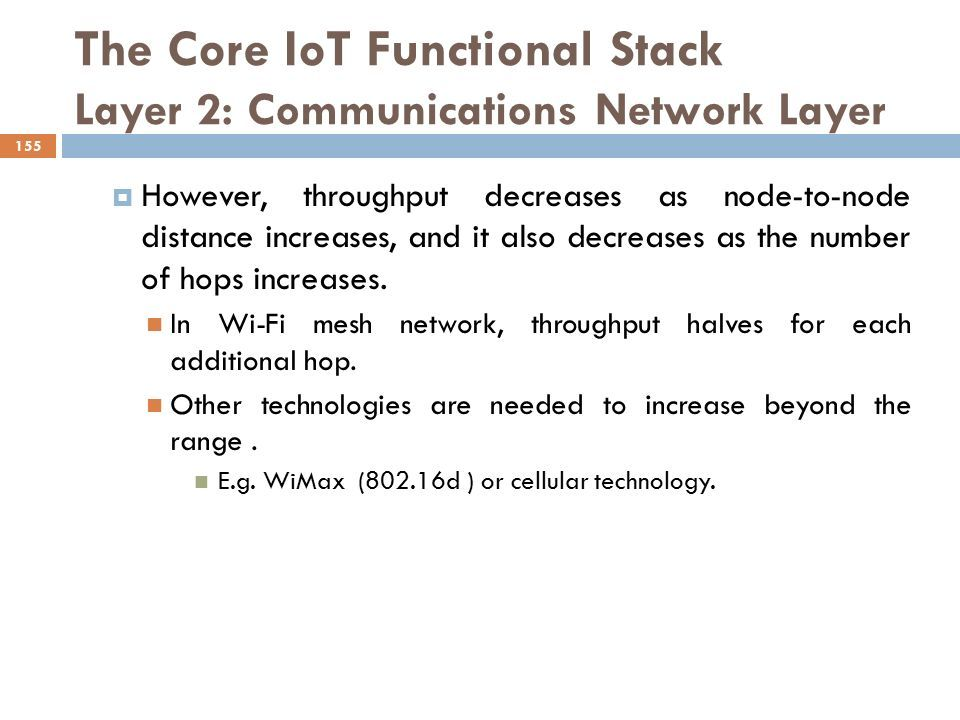 The Core IoT Functional Stack
Layer 2: Communications Network Layer
155
However, throughput decreases as node-to-node
distance increases, and it also decreases as the number
of hops increases.
In Wi-Fi mesh network, throughput halves for each
additional hop.
Other technologies are needed to increase beyond the
range .
E.g. WiMax (802.16d ) or cellular technology.